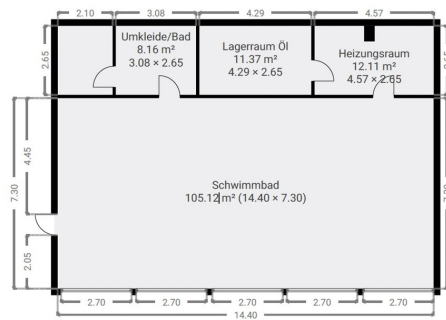 2.10
3.08
4.29
4.57
Umkleide/Bad
8.16 m²
3.08 × 2.65
Lagerraum Öl
11.37 m²
4.29 × 2.65
Heizungsraum
12.11 m²
4.57 × 2.65
2.65
4.45
7.30
2.05
Schwimmbad
105.12 m² (14.40 × 7.30)
2.70
2.70
2.70
2.70
2.70
14.40